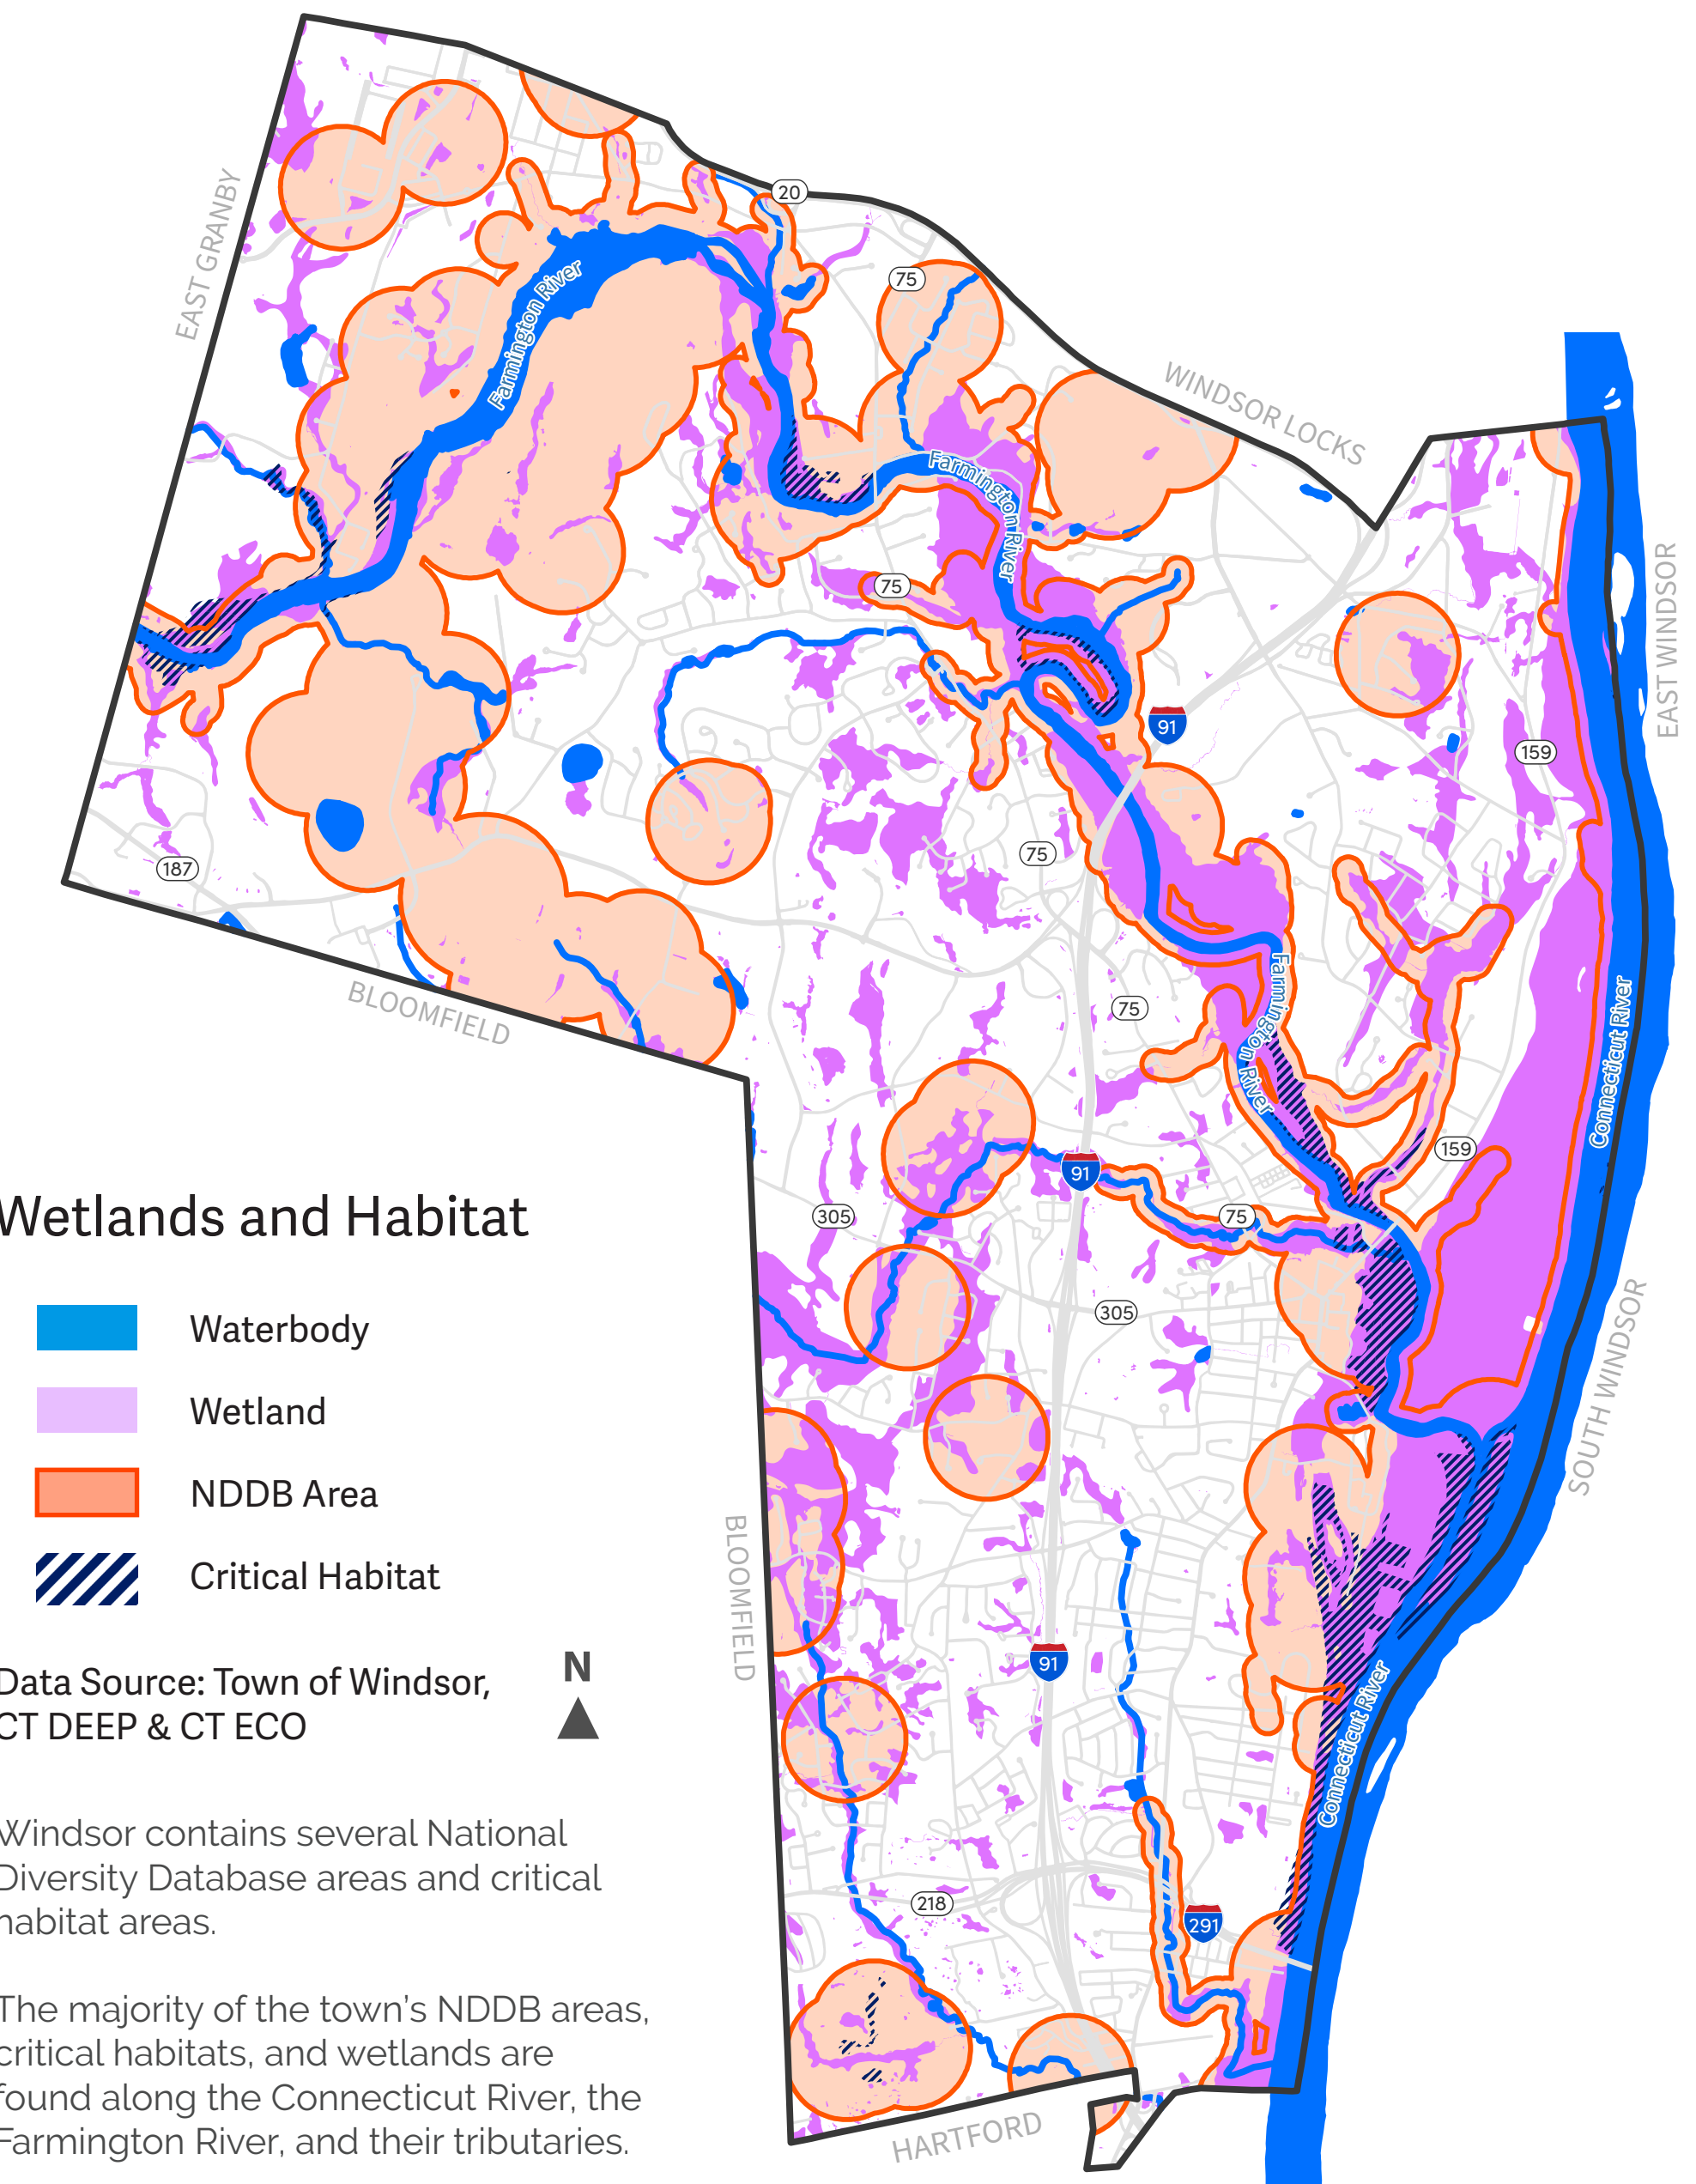 20
EAST GRANBY
75
Farmington River
WINDSOR LOCKS
Farmington River
75
EAST WINDSOR
91
159
75
187
Farmington River
BLOOMFIELD
75
Connecticut River
91
159
305
75
Wetlands and Habitat
Waterbody
305
SOUTH WINDSOR
Wetland
NDDB Area
BLOOMFIELD
Critical Habitat
91
N
Data Source: Town of Windsor,
CT DEEP & CT ECO
Connecticut River
Windsor contains several National
Diversity Database areas and critical
habitat areas.
218
291
The majority of the town's NDDB areas,
critical habitats, and wetlands are
found along the Connecticut River, the
Farmington River, and their tributaries.
HARTFORD